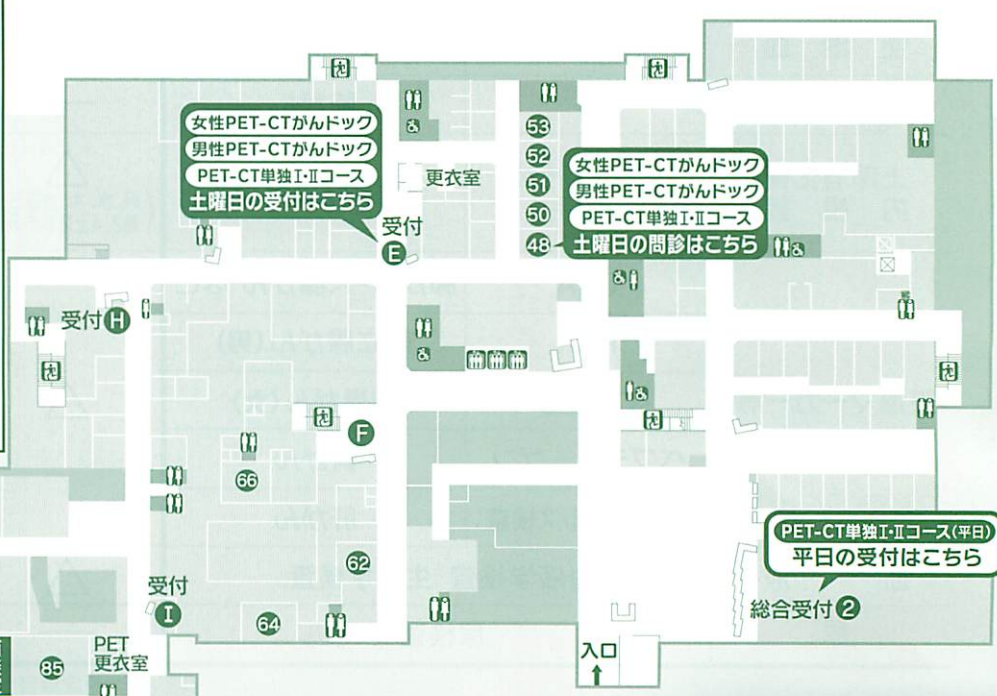 女性PET-CTがんドック
男性PET-CTがんドック
PET-CT単独I・IIコース
土曜日の受付はこちら
更衣室
受付
E
53
52
51
50
48
女性PET-CTがんドック
男性PET-CTがんドック
PET-CT単独I・IIコース
土曜日の問診はこちら
受付 H
F
66
62
64
受付
I
PET
更衣室
85
PET-CT単独I・IIコース(平日)
平日の受付はこちら
総合受付 2
入口